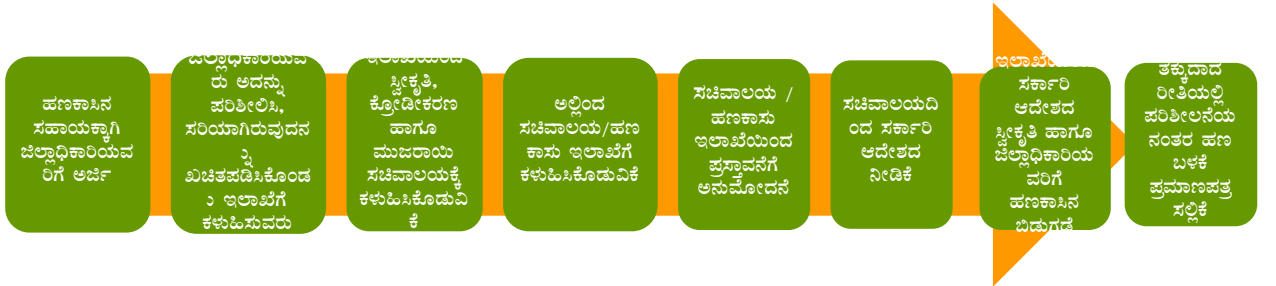 ಹಣಕಾಸಿನ
ಸಹಾಯಕ್ಕಾಗಿ
ಜಿಲ್ಲಾಧಿಕಾರಿಯವ
ರಿಗೆ ಅರ್ಜಿ
ಜಿಲ್ಲಾಧಿಕಾರಿಯವ
ರು ಅದನ್ನು
ಪರಿಶೀಲಿಸಿ,
ಸರಿಯಾಗಿರುವುದನ
್ನು
ಖಚಿತಪಡಿಸಿಕೊಂಡ
ು ಇಲಾಖೆಗೆ
ಕಳುಹಿಸುವರು
ಇಲಾಖೆಯಿಂದ
ಸ್ವೀಕೃತಿ,
ಕ್ರೋಡೀಕರಣ
ಹಾಗೂ
ಮುಜರಾಯಿ
ಸಚಿವಾಲಯಕ್ಕೆ
ಕಳುಹಿಸಿಕೊಡುವಿ
ಕೆ
ಅಲ್ಲಿಂದ
ಸಚಿವಾಲಯ/ಹಣ
ಕಾಸು ಇಲಾಖೆಗೆ
ಕಳುಹಿಸಿಕೊಡುವಿಕೆ
ಸಚಿವಾಲಯ /
ಹಣಕಾಸು
ಇಲಾಖೆಯಿಂದ
ಪ್ರಸ್ತಾವನೆಗೆ
ಅನುಮೋದನೆ
ಸಚಿವಾಲಯದಿ
ಂದ ಸರ್ಕಾರಿ
ಆದೇಶದ
ನೀಡಿಕೆ
ಸರ್ಕಾರಿ
ಆದೇಶದ
ಸ್ವೀಕೃತಿ ಹಾಗೂ
ಜಿಲ್ಲಾಧಿಕಾರಿಯ
ವರಿಗೆ
ಹಣಕಾಸಿನ
ಬಿಡುಗಡೆ
ತಕ್ಕುದಾದ
ರೀತಿಯಲ್ಲಿ
ಪರಿಶೀಲನೆಯ
ನಂತರ ಹಣ
ಬಳಕೆ
ಪ್ರಮಾಣಪತ್ರ
ಸಲ್ಲಿಕೆ